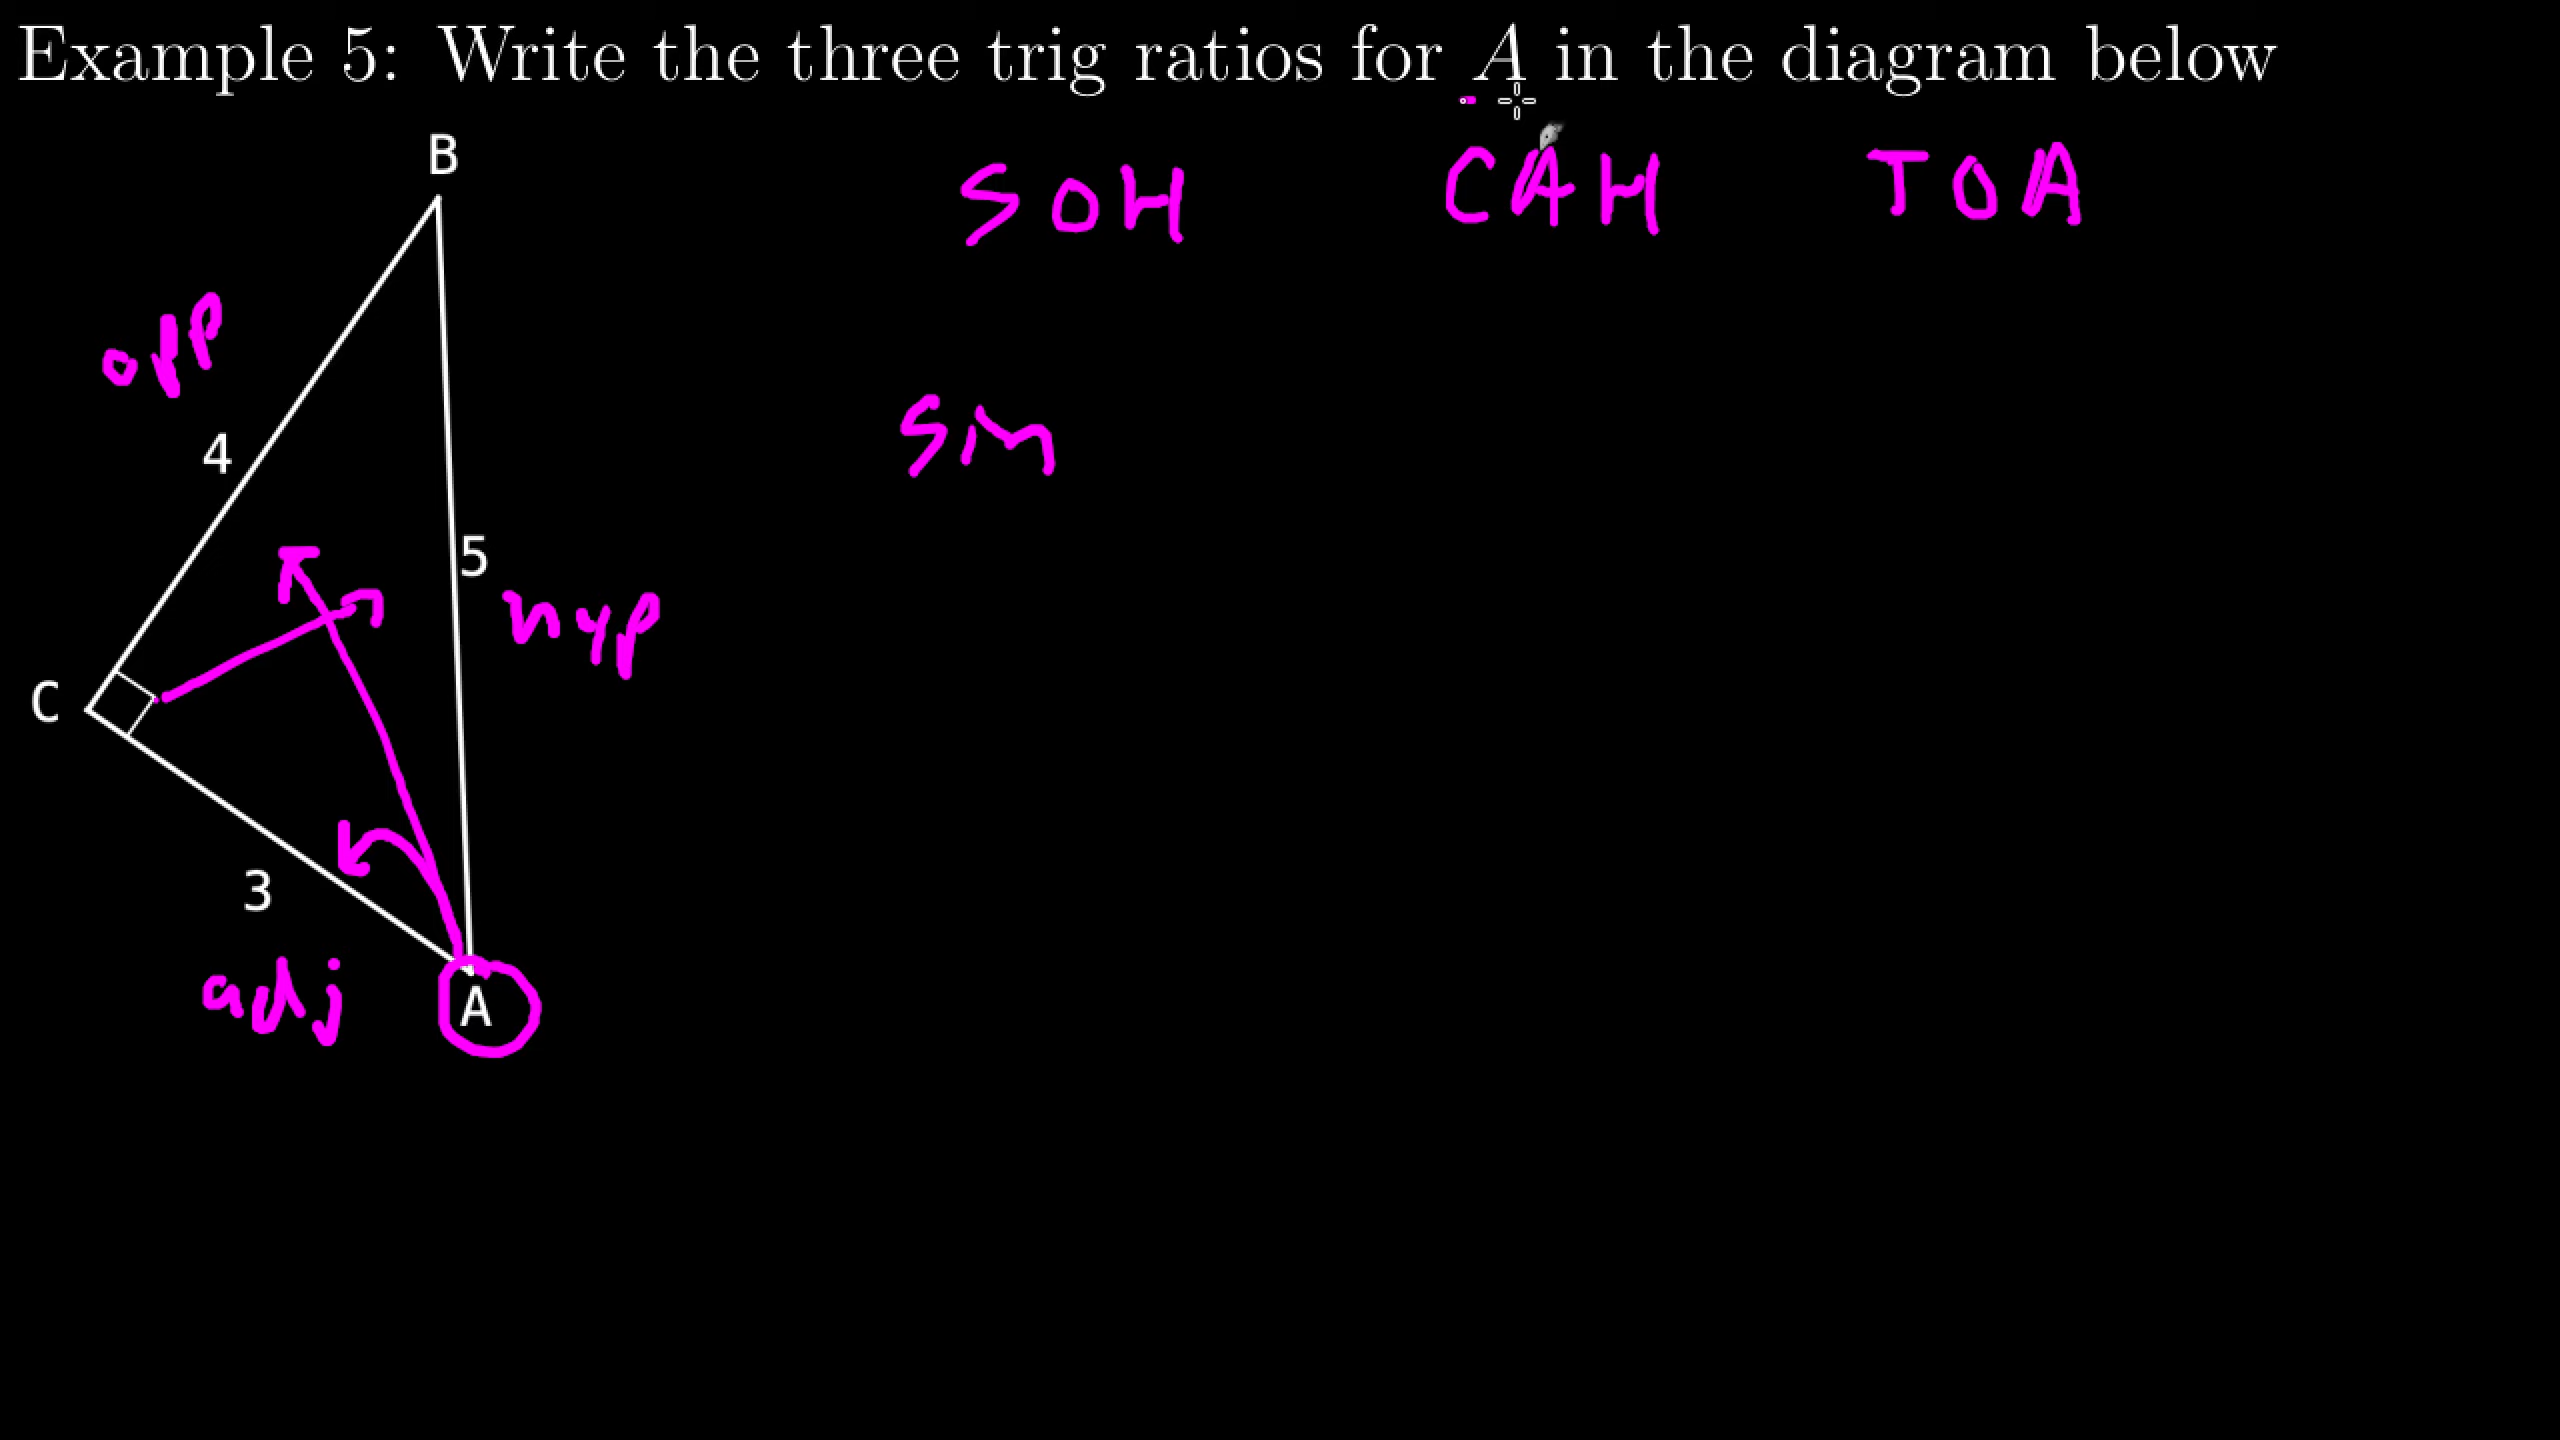 Example 5: Write the three trig ratios for A in the diagram below
B
SOH CAH TOA
opp
4
sin
5
hyp
C
3
adj
A